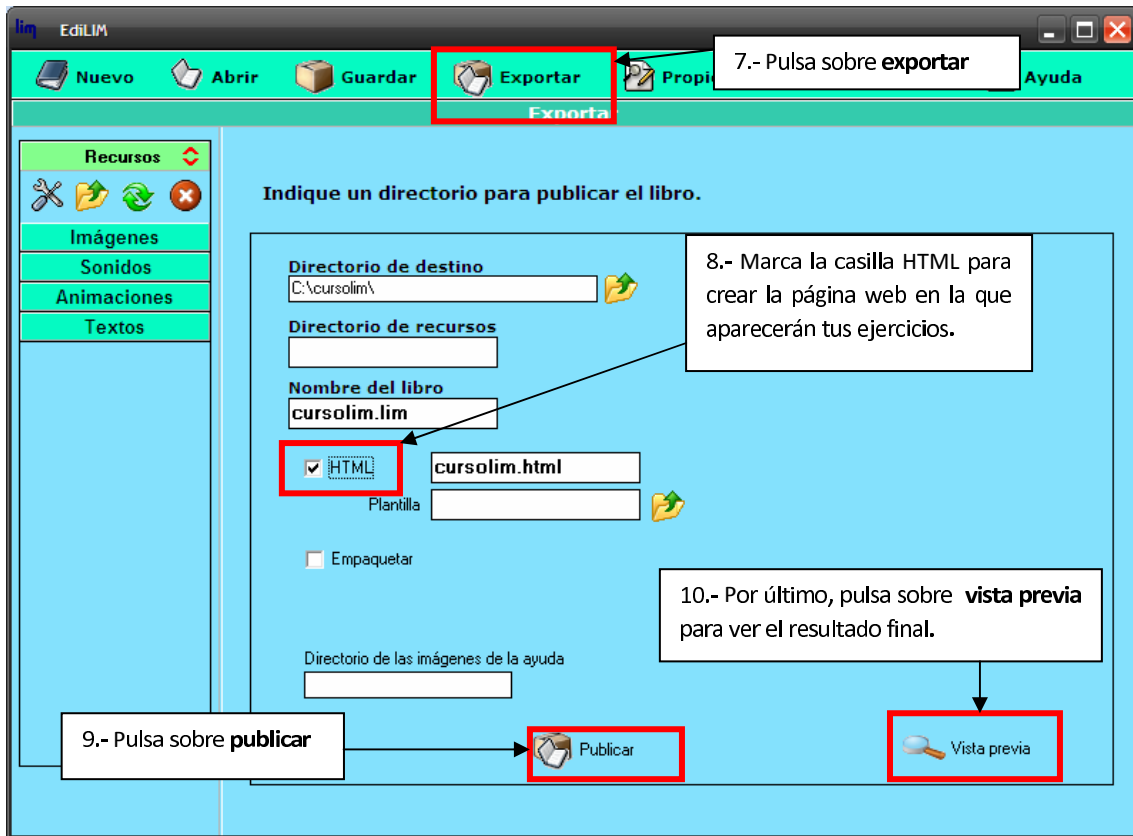 lim EdiLIM
Nuevo Abrir Guardar Exportar Propie Ayuda
7.- Pulsa sobre exportar
Exportar
Recursos
Imágenes
Sonidos
Animaciones
Textos
Indique un directorio para publicar el libro.
Directorio de destino
C:\cursolim\
Directorio de recursos
Nombre del libro
cursolim.lim
HTML cursolim.html
Plantilla
Empaquetar
8.- Marca la casilla HTML para
crear la página web en la que
aparecerán tus ejercicios.
10.- Por último, pulsa sobre vista previa
para ver el resultado final.
Directorio de las imágenes de la ayuda
9.- Pulsa sobre publicar
Publicar
Vista previa